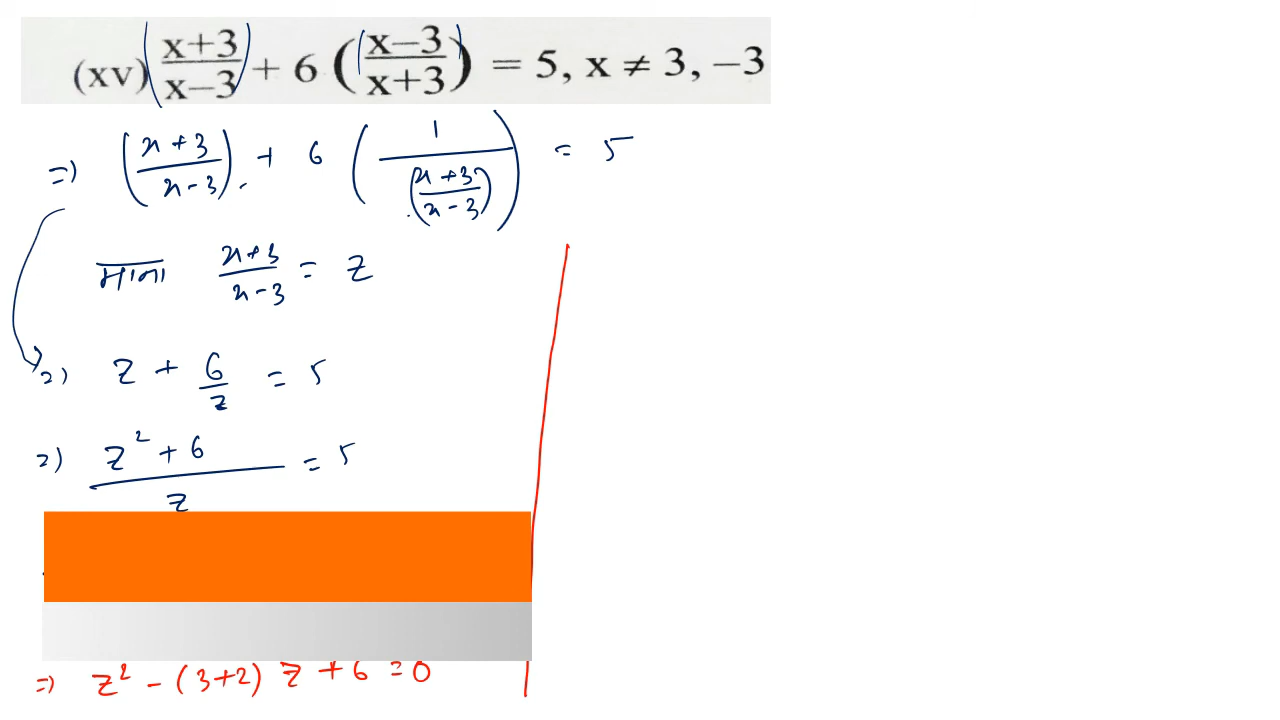 (xv) (x+3/x−3) + 6 (x−3/x+3) = 5, x ≠ 3, −3
=) (x+3/x-3) + 6 (1/(x+3/x-3)) = 5
माना x+3/x-3 = z
=) z + 6/z = 5
=) z² + 6/z = 5
=) z² - (3+2) z + 6 = 0